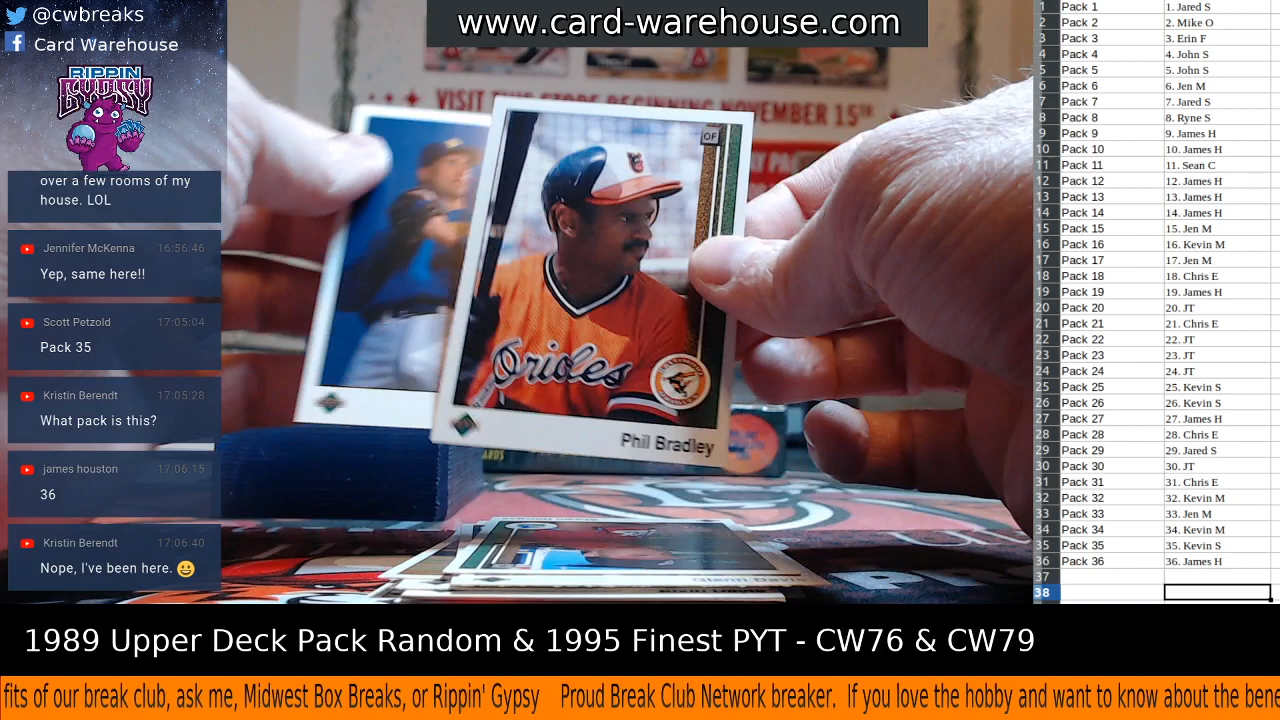 @cwbreaks
Card Warehouse
RIPPIN
GYPSY
over a few rooms of my
house. LOL
Jennifer McKenna 16:56:46
Yep, same here!!
Scott Petzold 17:05:04
Pack 35
Kristin Berendt 17:05:28
What pack is this?
james houston 17:06:15
36
Kristin Berendt 17:06:40
Nope, I've been here. 😀
www.card-warehouse.com
VISIT THIS STORE BEGINNING NOVEMBER 15TH
OF
Orioles
Phil Bradley
Glenn Davis
1 Pack 1 1. Jared S
2 Pack 2 2. Mike O
3 Pack 3 3. Erin F
4 Pack 4 4. John S
5 Pack 5 5. John S
6 Pack 6 6. Jen M
7 Pack 7 7. Jared S
8 Pack 8 8. Ryne S
9 Pack 9 9. James H
10 Pack 10 10. James H
11 Pack 11 11. Sean C
12 Pack 12 12. James H
13 Pack 13 13. James H
14 Pack 14 14. James H
15 Pack 15 15. Jen M
16 Pack 16 16. Kevin M
17 Pack 17 17. Jen M
18 Pack 18 18. Chris E
19 Pack 19 19. James H
20 Pack 20 20. JT
21 Pack 21 21. Chris E
22 Pack 22 22. JT
23 Pack 23 23. JT
24 Pack 24 24. JT
25 Pack 25 25. Kevin S
26 Pack 26 26. Kevin S
27 Pack 27 27. James H
28 Pack 28 28. Chris E
29 Pack 29 29. Jared S
30 Pack 30 30. JT
31 Pack 31 31. Chris E
32 Pack 32 32. Kevin M
33 Pack 33 33. Jen M
34 Pack 34 34. Kevin M
35 Pack 35 35. Kevin S
36 Pack 36 36. James H
37
38
1989 Upper Deck Pack Random & 1995 Finest PYT - CW76 & CW79
fits of our break club, ask me, Midwest Box Breaks, or Rippin' Gypsy Proud Break Club Network breaker. If you love the hobby and want to know about the bene